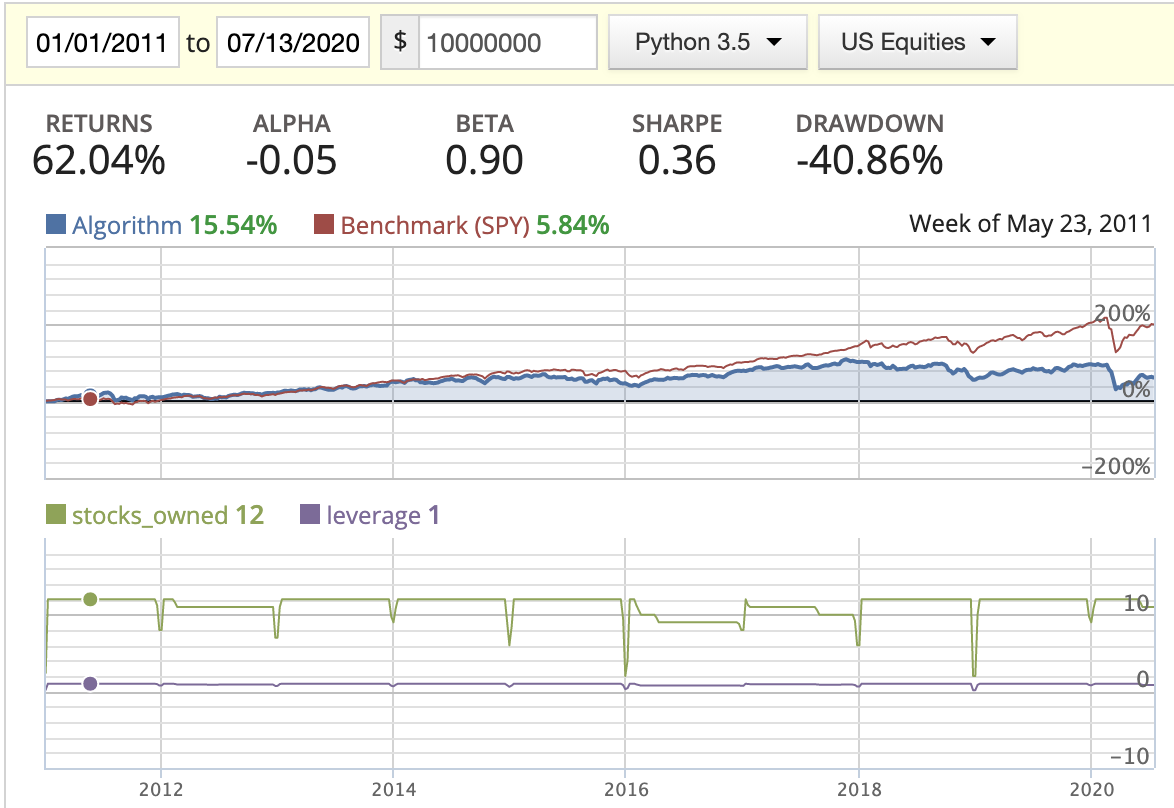 01/01/2011 to 07/13/2020 $ 10000000 Python 3.5 US Equities
RETURNS ALPHA BETA SHARPE DRAWDOWN
62.04% -0.05 0.90 0.36 -40.86%
Algorithm 15.54% Benchmark (SPY) 5.84% Week of May 23, 2011
200%
0%
-200%
stocks_owned 12 leverage 1
10
0
-10
2012 2014 2016 2018 2020